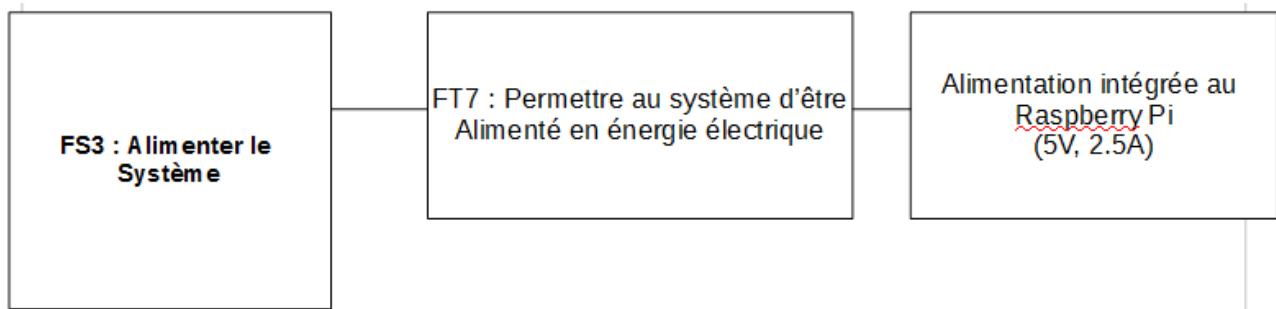 FS3 : Alimenter le
Système
FT7 : Permettre au système d’être
Alimenté en énergie électrique
Alimentation intégrée au
Raspberry Pi
(5V, 2.5A)